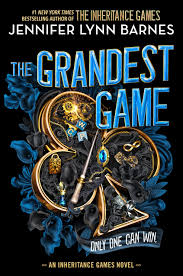 #1 NEW YORK TIMES
BESTSELLING AUTHOR OF THE INHERITANCE GAMES
JENNIFER LYNN BARNES
THE
GRANDEST
GAME
ONLY ONE CAN WIN.
— AN INHERITANCE GAMES NOVEL —